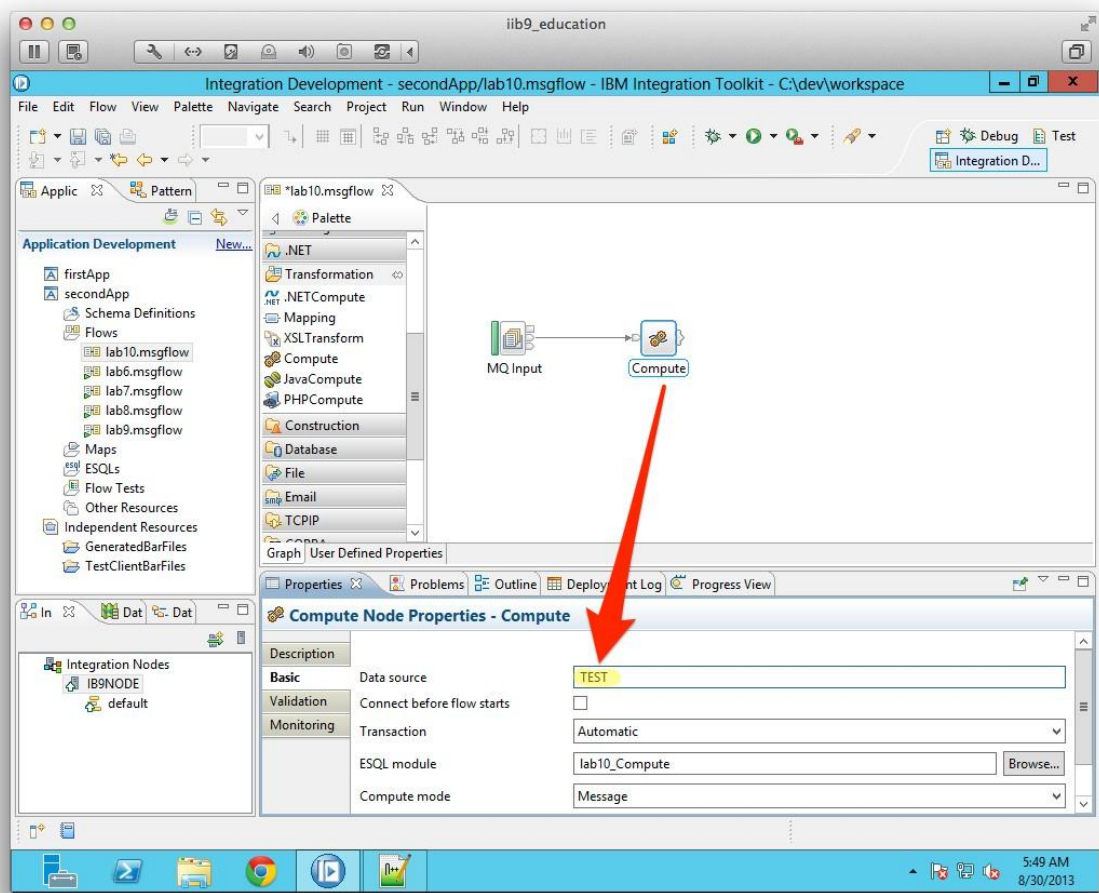 iib9_education
Integration Development - secondApp/lab10.msgflow - IBM Integration Toolkit - C:\dev\workspace
File Edit Flow View Palette Navigate Search Project Run Window Help
Debug Test
Integration D...
Applic Pattern
*lab10.msgflow
Palette
Application Development New...
firstApp
secondApp
Schema Definitions
Flows
lab10.msgflow
lab6.msgflow
lab7.msgflow
lab8.msgflow
lab9.msgflow
Maps
esql ESQLs
Flow Tests
Other Resources
Independent Resources
GeneratedBarFiles
TestClientBarFiles
.NET
Transformation
.NET .NETCompute
Mapping
XSLTransform
Compute
JavaCompute
PHPCompute
Construction
Database
File
smtp Email
TCPIP
MQ Input
Compute
Graph User Defined Properties
Properties Problems Outline Deployment Log Progress View
In Dat Dat
Integration Nodes
IB9NODE
default
Compute Node Properties - Compute
Description
Basic
Validation
Monitoring
Data source TEST
Connect before flow starts
Transaction Automatic
ESQL module lab10_Compute Browse...
Compute mode Message
5:49 AM
8/30/2013